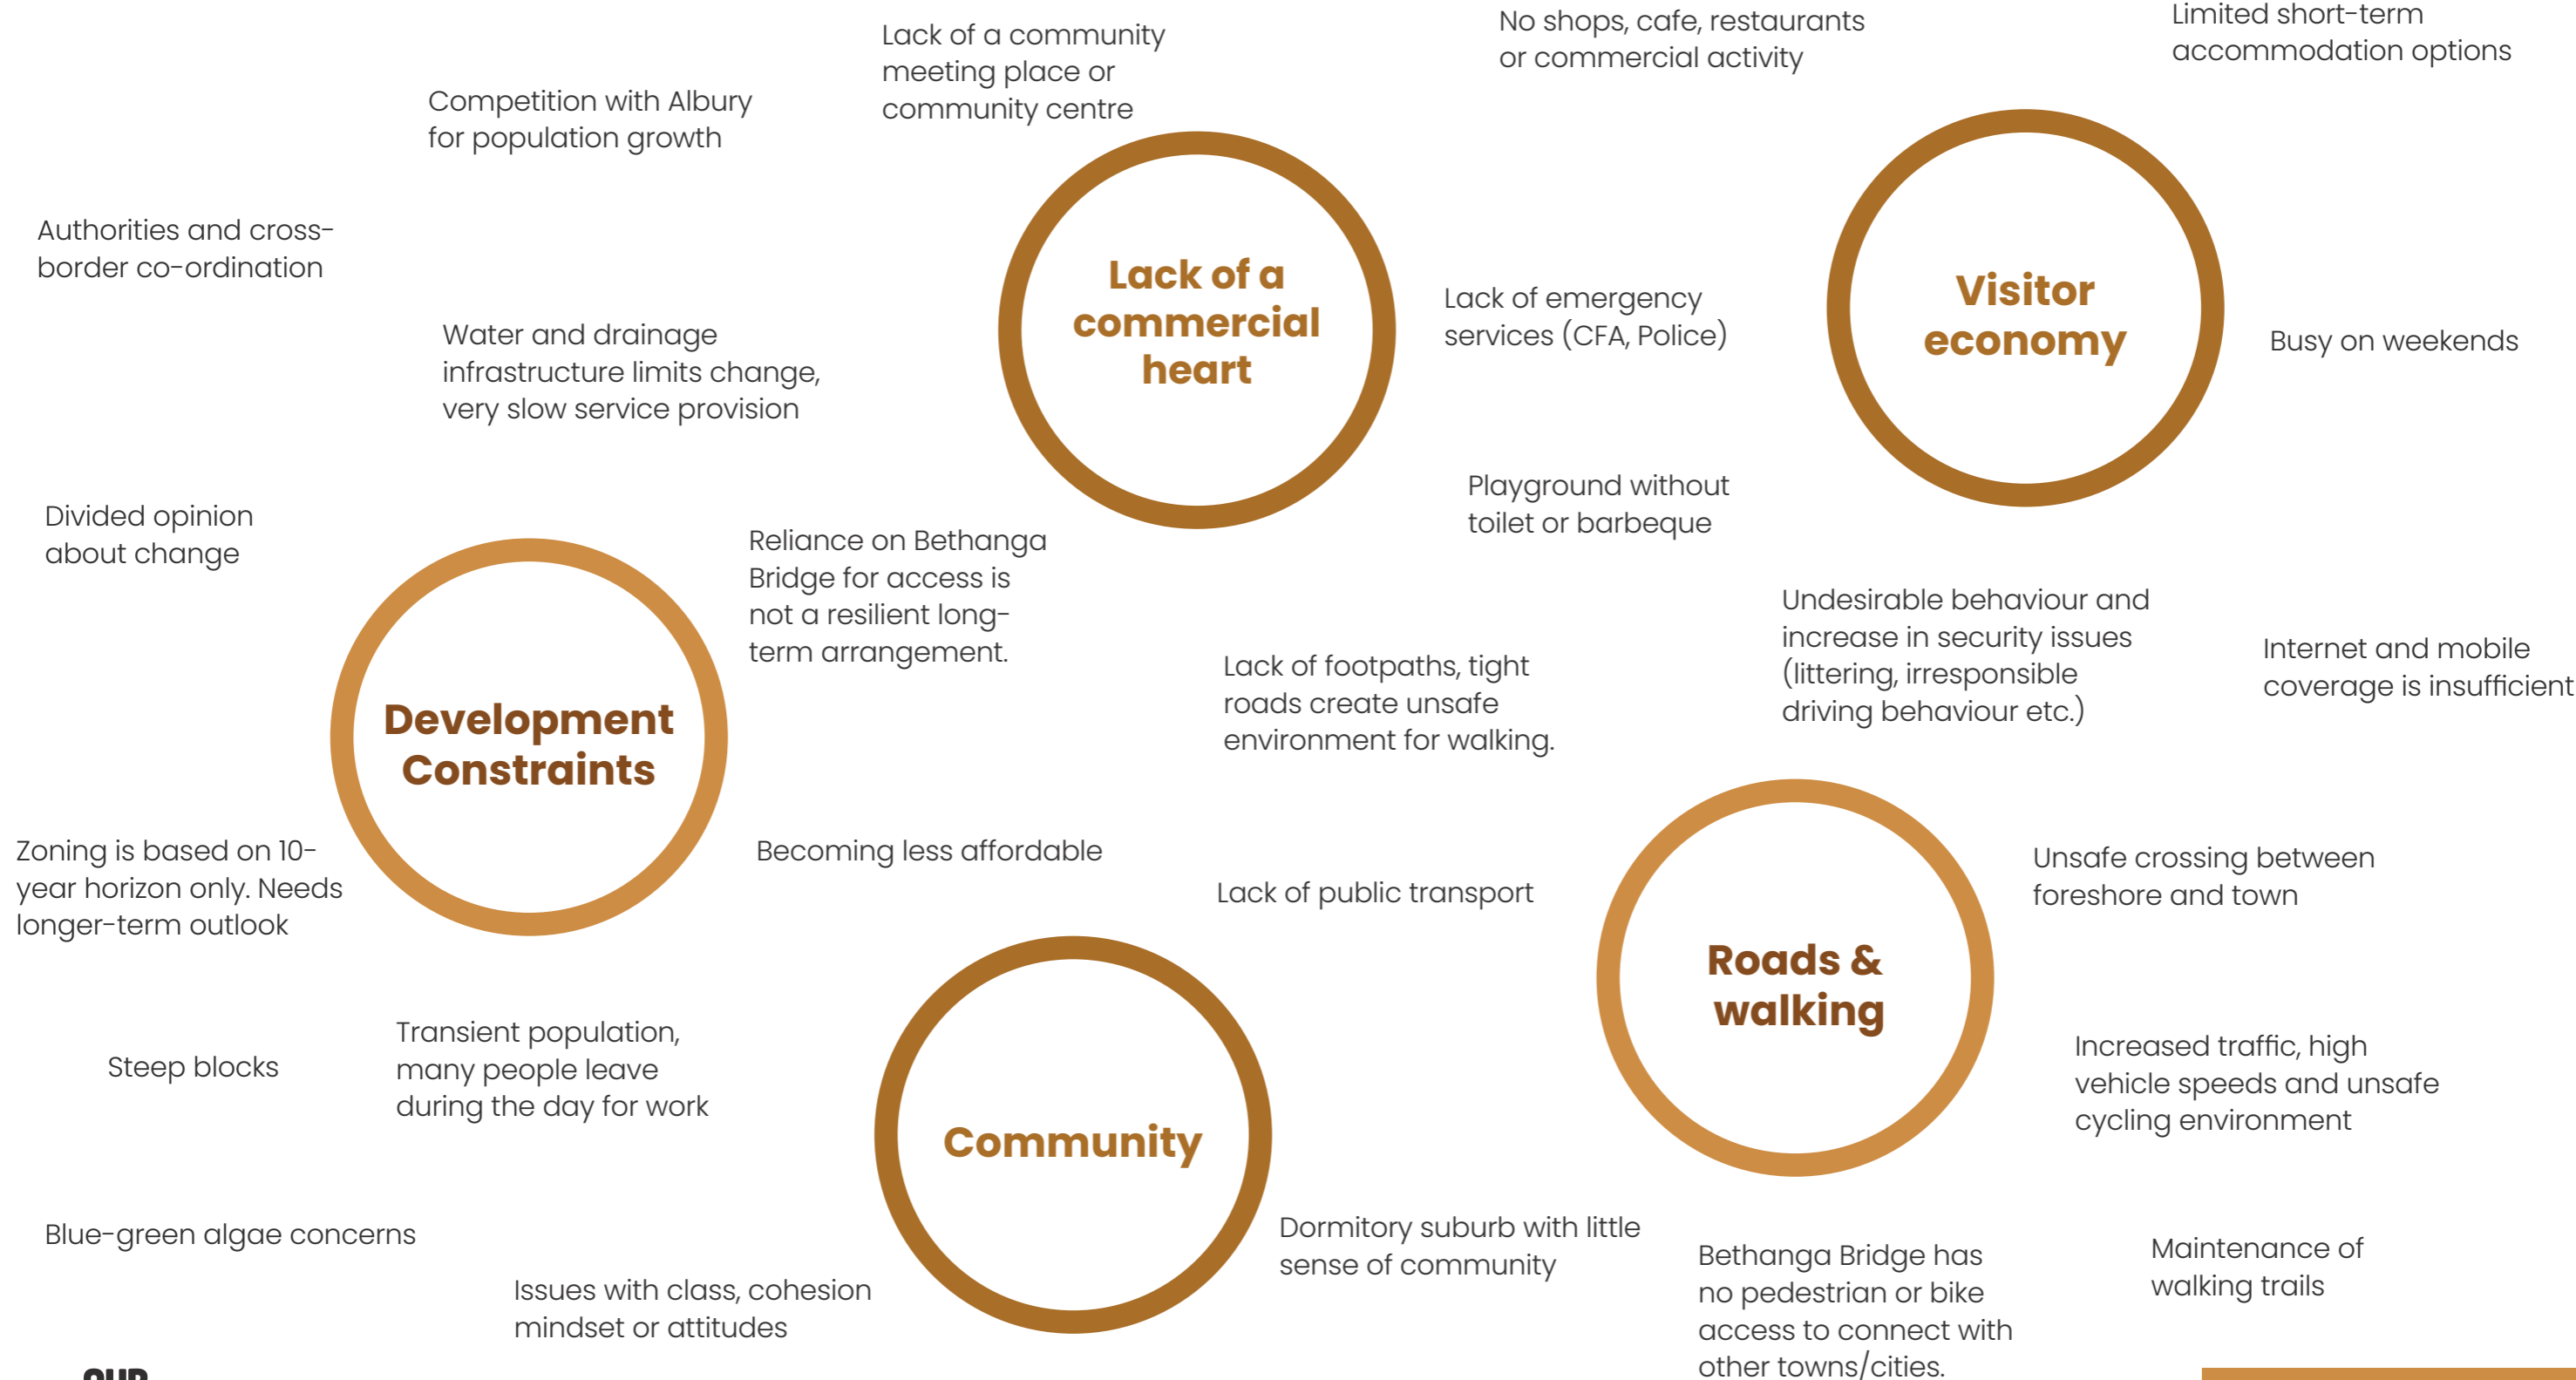 No shops, cafe, restaurants
or commercial activity
Limited short-term
accommodation options
Lack of a community
meeting place or
community centre
Competition with Albury
for population growth
Authorities and cross-
border co-ordination
Water and drainage
infrastructure limits change,
very slow service provision
Lack of a
commercial
heart
Lack of emergency
services (CFA, Police)
Visitor
economy
Busy on weekends
Playground without
toilet or barbeque
Divided opinion
about change
Reliance on Bethanga
Bridge for access is
not a resilient long-
term arrangement.
Undesirable behaviour and
increase in security issues
(littering, irresponsible
driving behaviour etc.)
Internet and mobile
coverage is insufficient
Lack of footpaths, tight
roads create unsafe
environment for walking.
Development
Constraints
Zoning is based on 10-
year horizon only. Needs
longer-term outlook
Becoming less affordable
Lack of public transport
Unsafe crossing between
foreshore and town
Roads &
walking
Steep blocks
Transient population,
many people leave
during the day for work
Increased traffic, high
vehicle speeds and unsafe
cycling environment
Community
Blue-green algae concerns
Dormitory suburb with little
sense of community
Issues with class, cohesion
mindset or attitudes
Bethanga Bridge has
no pedestrian or bike
access to connect with
other towns/cities.
Maintenance of
walking trails
OUR